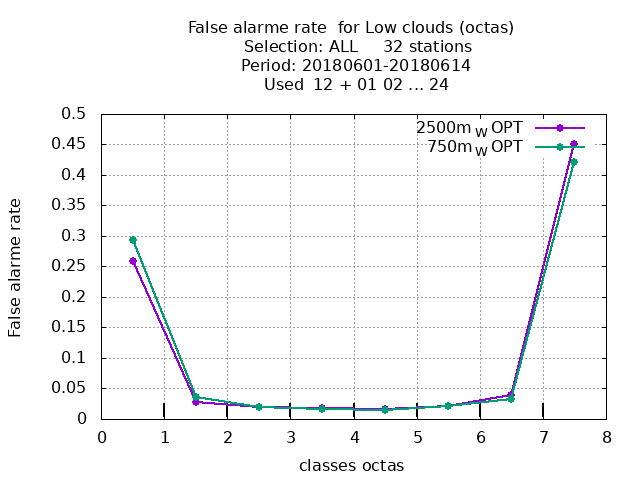 False alarme rate  for Low clouds (octas)
Selection: ALL     32 stations
Period: 20180601-20180614
Used  12 + 01 02 ... 24
2500m W OPT
750m W OPT
0.5
0.45
0.4
0.35
0.3
0.25
0.2
0.15
0.1
0.05
0
False alarme rate
0 1 2 3 4 5 6 7 8
classes octas